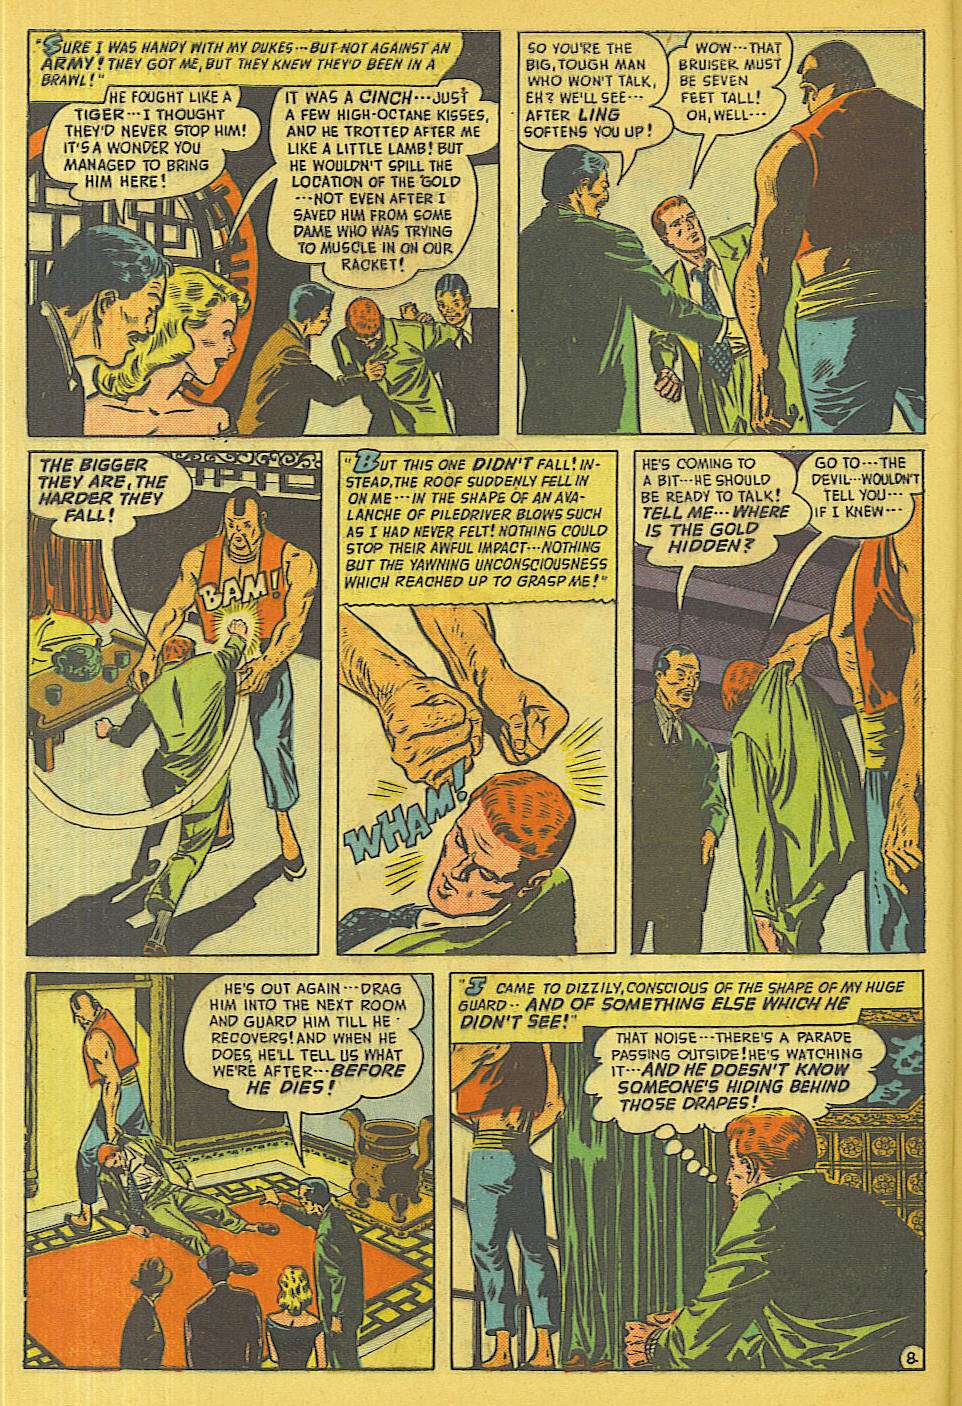 "SURE I WAS HANDY WITH MY DUKES---BUT NOT AGAINST AN
ARMY! THEY GOT ME, BUT THEY KNEW THEY'D BEEN IN A
BRAWL!"
HE FOUGHT LIKE A
TIGER---I THOUGHT
THEY'D NEVER STOP HIM!
IT'S A WONDER YOU
MANAGED TO BRING
HIM HERE!
IT WAS A CINCH---JUST
A FEW HIGH-OCTANE KISSES,
AND HE TROTTED AFTER ME
LIKE A LITTLE LAMB! BUT
HE WOULDN'T SPILL THE
LOCATION OF THE GOLD
---NOT EVEN AFTER I
SAVED HIM FROM SOME
DAME WHO WAS TRYING
TO MUSCLE IN ON OUR
RACKET!
SO YOU'RE THE
BIG, TOUGH MAN
WHO WON'T TALK,
EH? WE'LL SEE---
AFTER LING
SOFTENS YOU UP!
WOW---THAT
BRUISER MUST
BE SEVEN
FEET TALL!
OH, WELL---
THE BIGGER
THEY ARE, THE
HARDER THEY
FALL!
BAM!
"BUT THIS ONE DIDN'T FALL! IN-
STEAD, THE ROOF SUDDENLY FELL IN
ON ME---IN THE SHAPE OF AN AVA-
LANCHE OF PILEDRIVER BLOWS SUCH
AS I HAD NEVER FELT! NOTHING COULD
STOP THEIR AWFUL IMPACT---NOTHING
BUT THE YAWNING UNCONSCIOUSNESS
WHICH REACHED UP TO GRASP ME!"
WHAM!
HE'S COMING TO
A BIT---HE SHOULD
BE READY TO TALK!
TELL ME---WHERE
IS THE GOLD
HIDDEN?
GO TO---THE
DEVIL---WOULDN'T
TELL YOU---
IF I KNEW---
HE'S OUT AGAIN---DRAG
HIM INTO THE NEXT ROOM
AND GUARD HIM TILL HE
RECOVERS! AND WHEN HE
DOES, HE'LL TELL US WHAT
WE'RE AFTER---BEFORE
HE DIES!
"I CAME TO DIZZILY, CONSCIOUS OF THE SHAPE OF MY HUGE
GUARD-- AND OF SOMETHING ELSE WHICH HE
DIDN'T SEE!"
THAT NOISE---THERE'S A PARADE
PASSING OUTSIDE! HE'S WATCHING
IT---AND HE DOESN'T KNOW
SOMEONE'S HIDING BEHIND
THOSE DRAPES!
8